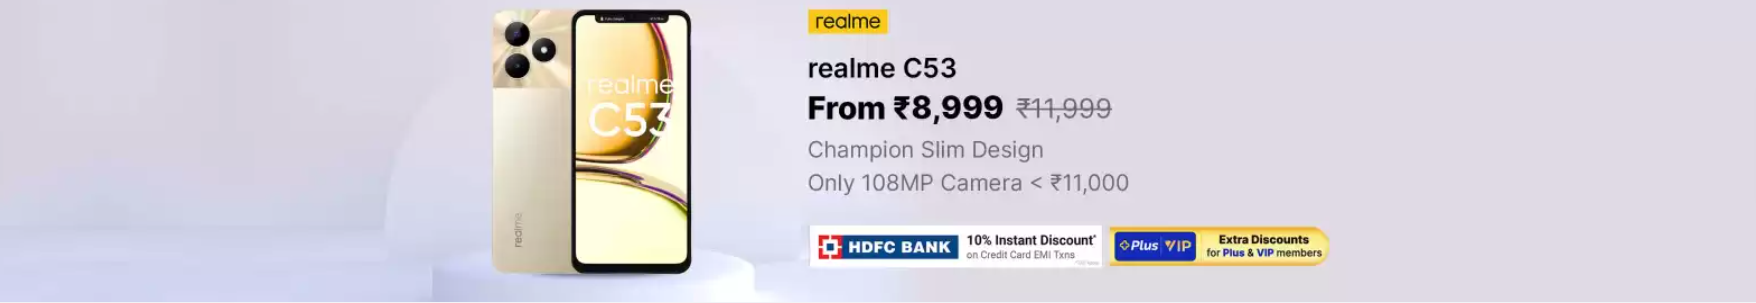 realme
realme C53
From ₹8,999 ₹11,999
Champion Slim Design
Only 108MP Camera < ₹11,000
realme
C53
realme
HDFC BANK
10% Instant Discount*
on Credit Card EMI Txns
Plus VIP
Extra Discounts
for Plus & VIP members